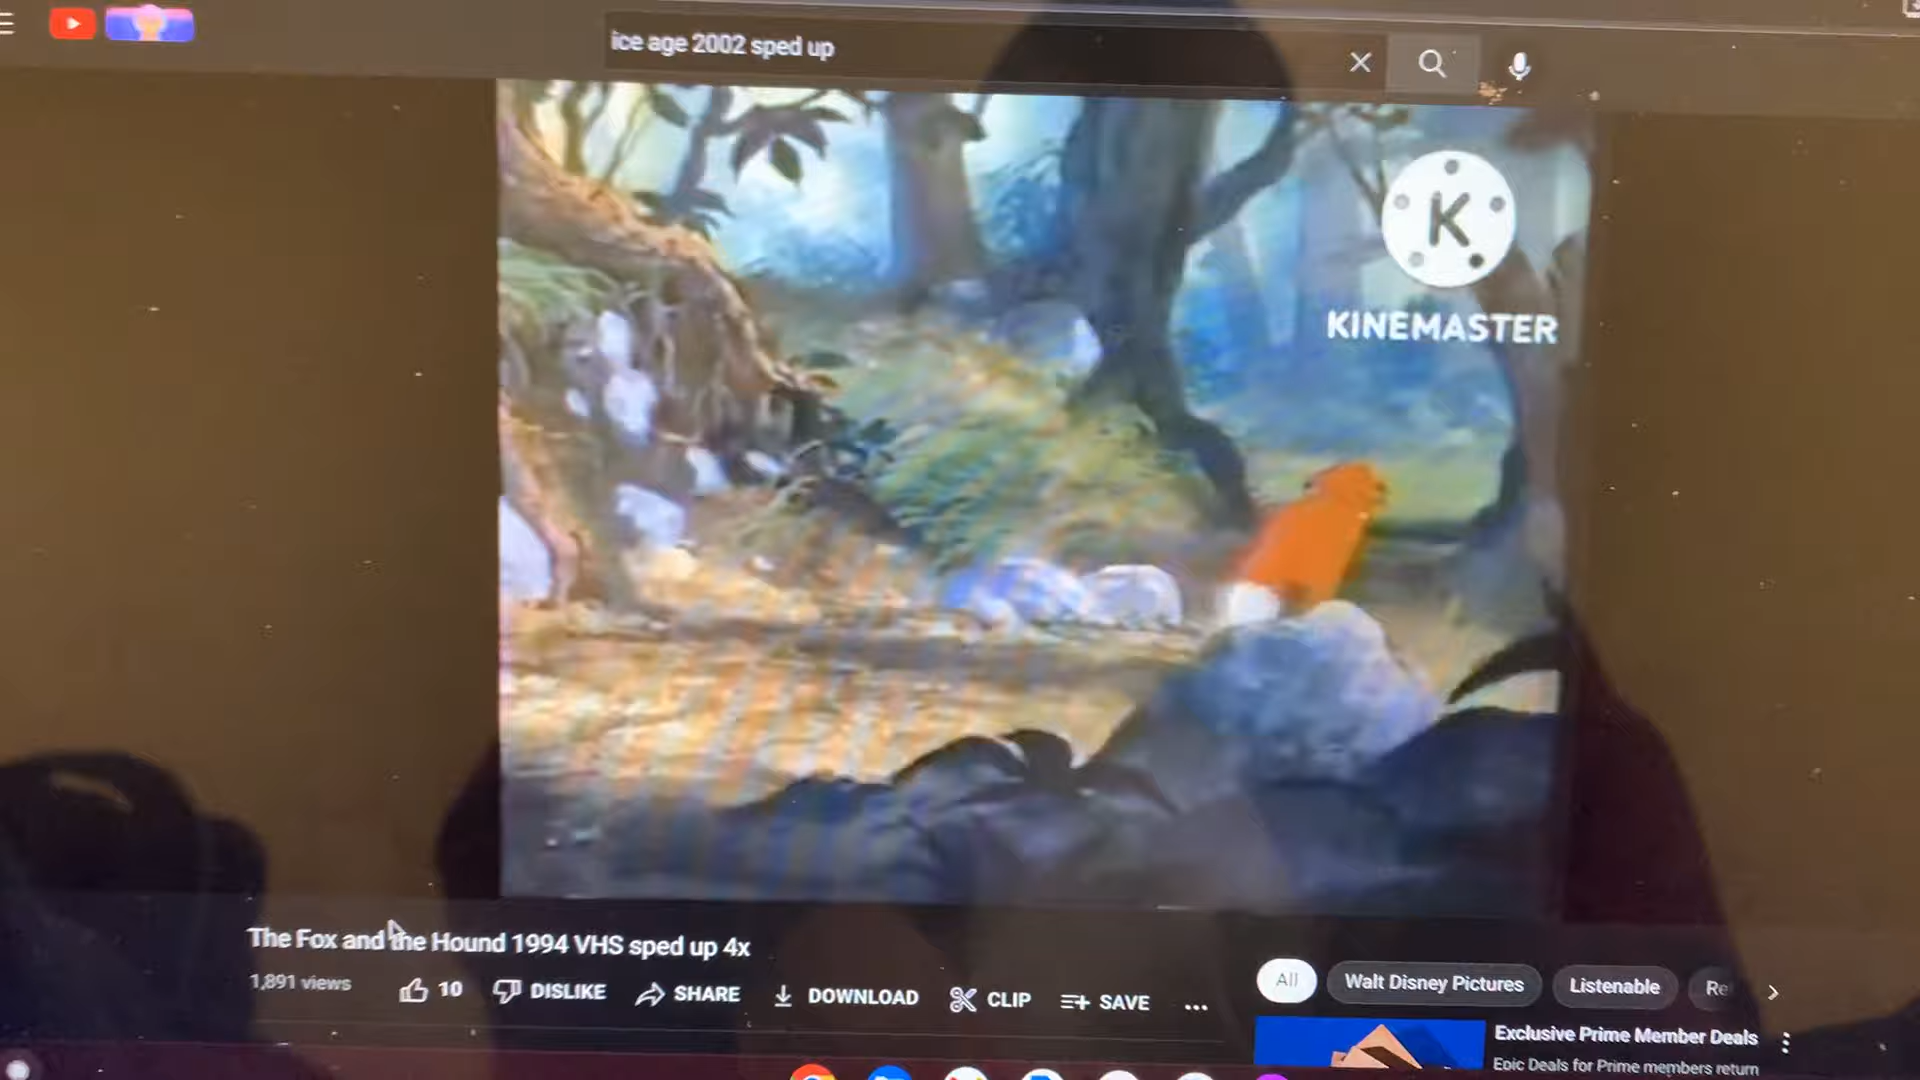 ice age 2002 sped up
K
KINEMASTER
The Fox and the Hound 1994 VHS sped up 4x
1,891 views
10
DISLIKE
SHARE
DOWNLOAD
CLIP
SAVE
All
Walt Disney Pictures
Listenable
Re
Exclusive Prime Member Deals
Epic Deals for Prime members return